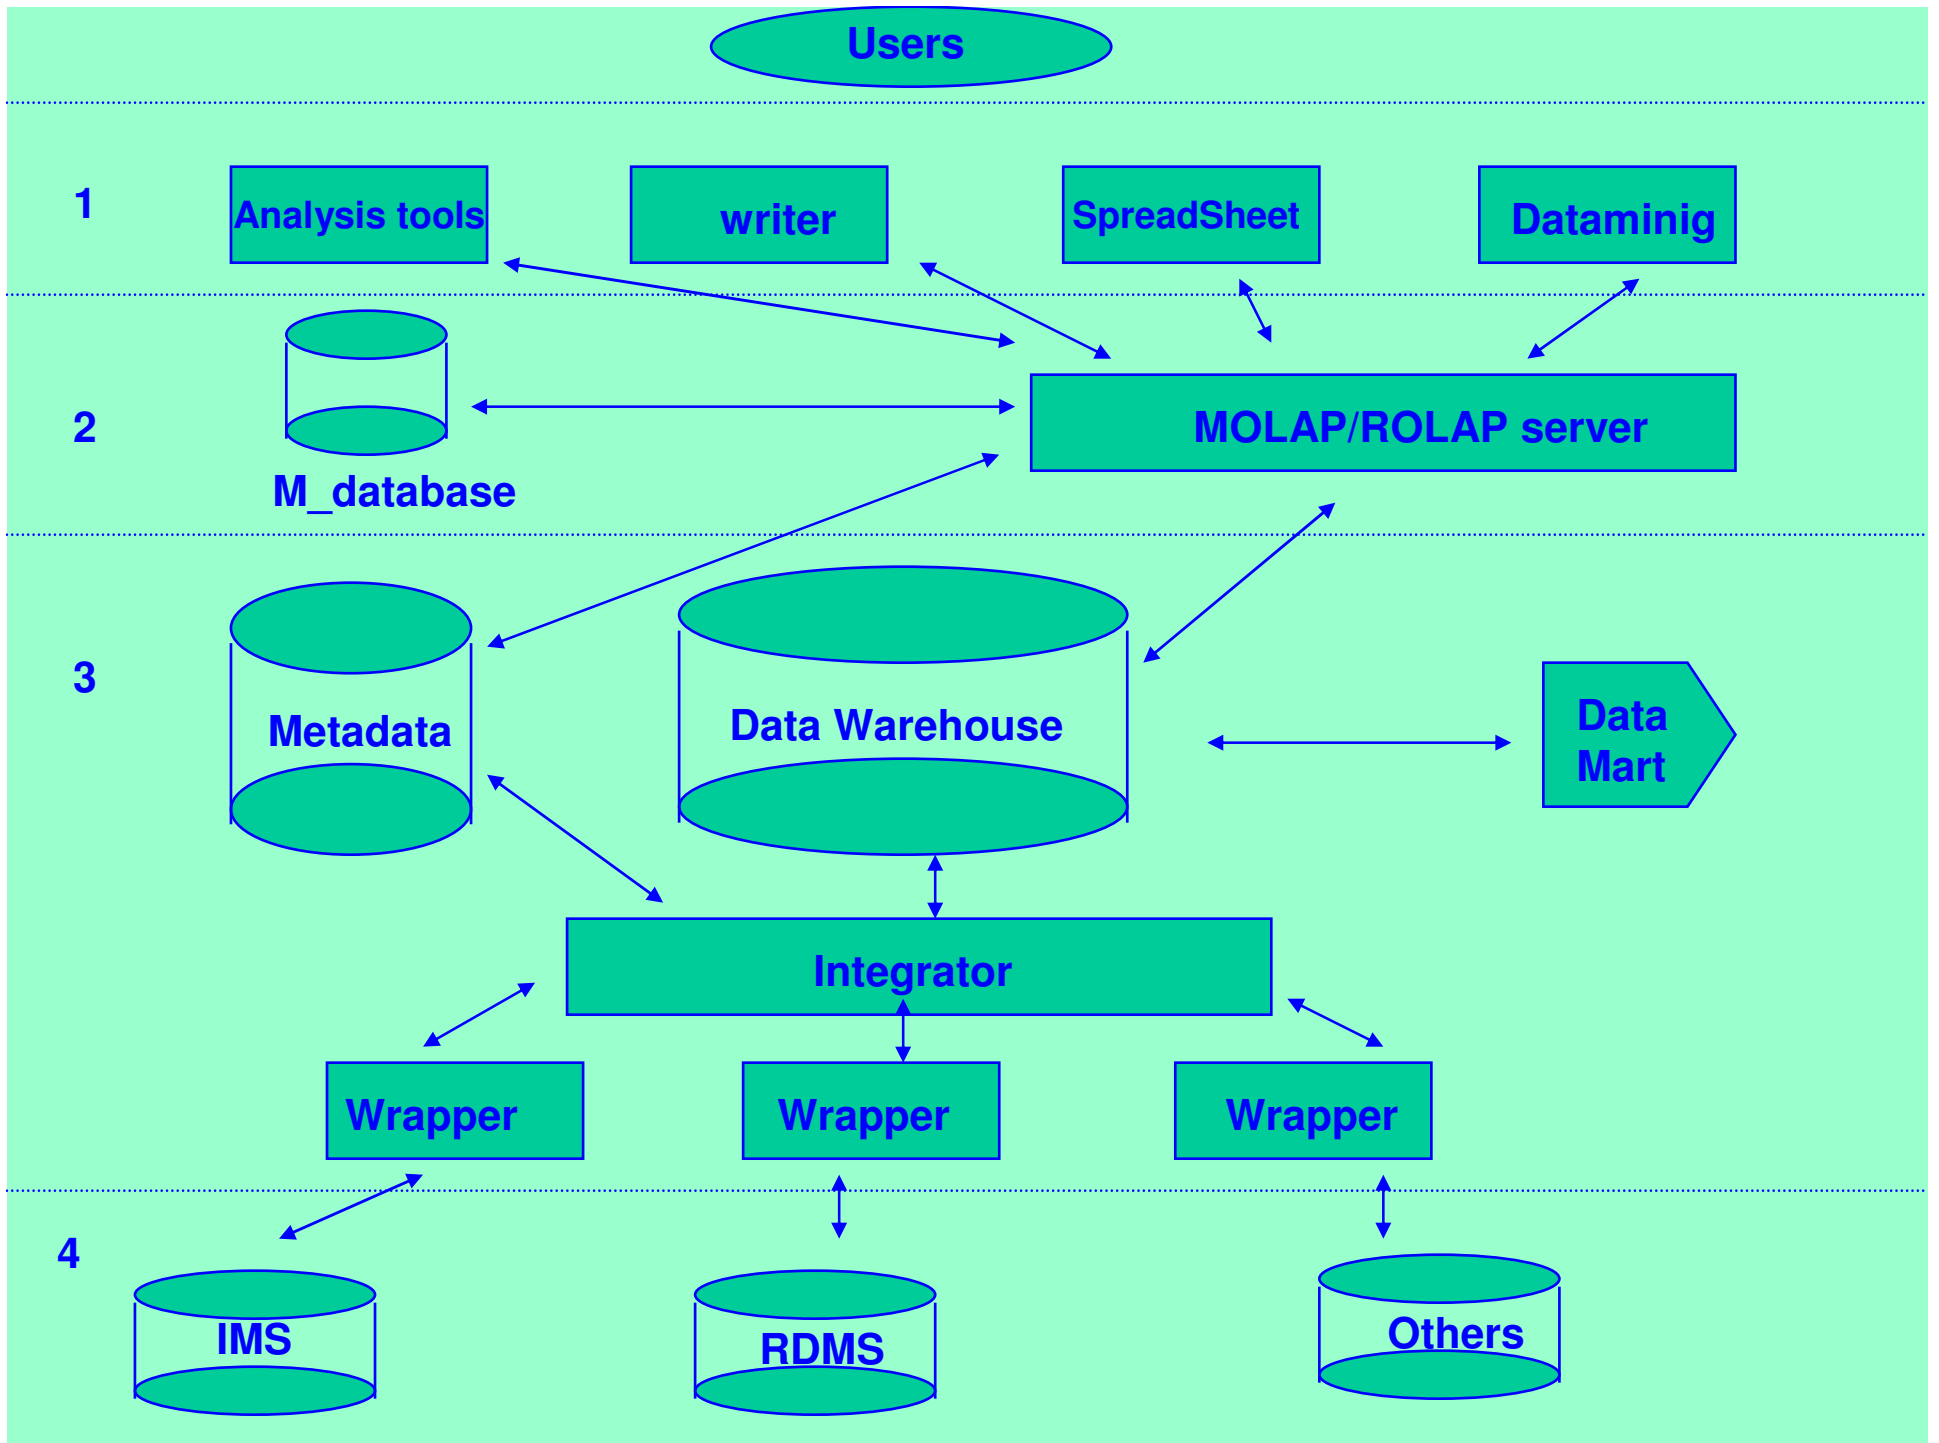 Users
1
Analysis tools
writer
SpreadSheet
Dataminig
2
MOLAP/ROLAP server
M_database
3
Metadata
Data Warehouse
Data
Mart
Integrator
Wrapper
Wrapper
Wrapper
4
IMS
RDMS
Others